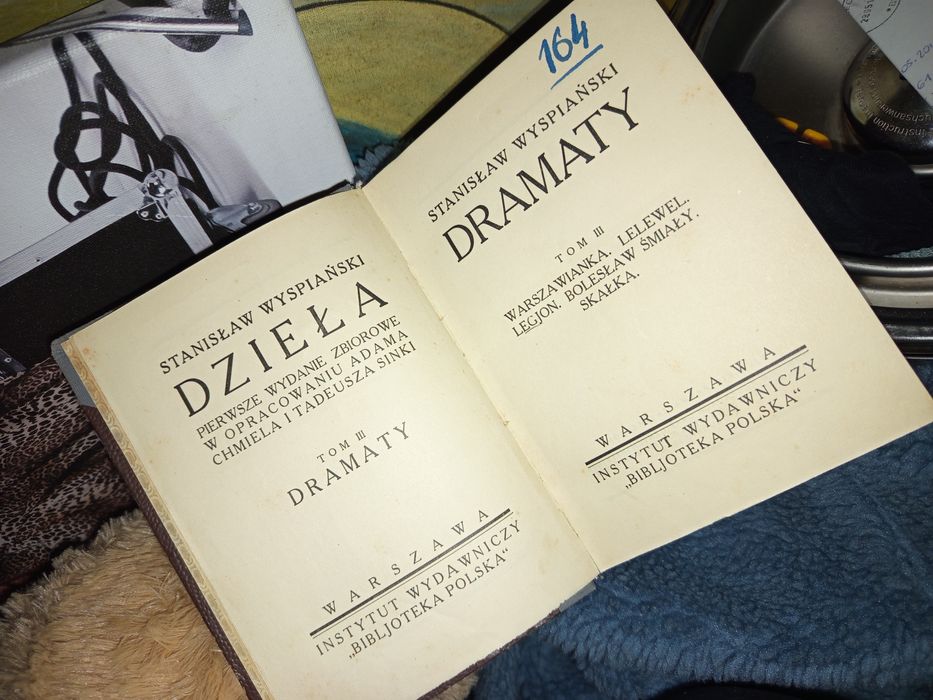 STANISŁAW WYSPIAŃSKI
DZIEŁA
PIERWSZE WYDANIE ZBIOROWE
W OPRACOWANIU ADAMA
CHMIELA I TADEUSZA SINKI
TOM III
DRAMATY
WARSZAWA
INSTYTUT WYDAWNICZY
„BIBLJOTEKA POLSKA“
164
STANISŁAW WYSPIAŃSKI
DRAMATY
TOM III
WARSZAWIANKA. LELEWEL.
LEGJON. BOLESŁAW ŚMIAŁY.
SKAŁKA.
WARSZAWA
INSTYTUT WYDAWNICZY
„BIBLJOTEKA POLSKA“